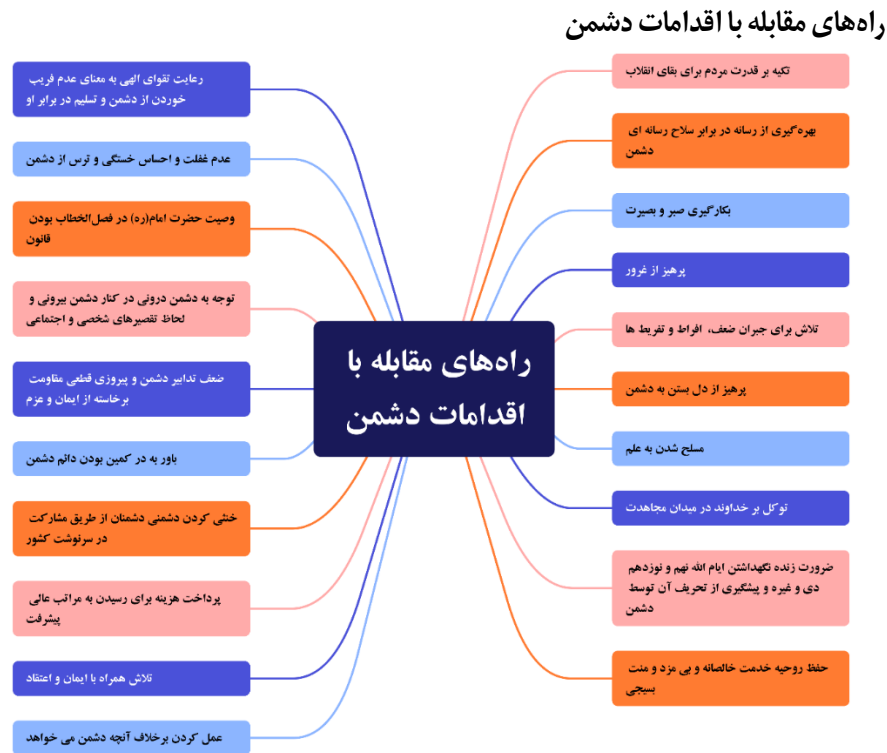 راه‌های مقابله با اقدامات دشمن
تکیه بر قدرت مردم برای بقای انقلاب
بهره‌گیری از رسانه در برابر سلاح رسانه ای
دشمن
بکارگیری صبر و بصیرت
پرهیز از غرور
تلاش برای جبران ضعف، افراط و تفریط ها
پرهیز از دل بستن به دشمن
مسلح شدن به علم
توکل بر خداوند در میدان مجاهدت
ضرورت زنده نگهداشتن ایام الله نهم و نوزدهم
دی و غیره و پیشگیری از تحریف آن توسط
دشمن
حفظ روحیه خدمت خالصانه و بی مزد و منت
بسیجی
راه‌های مقابله با
اقدامات دشمن
رعایت تقوای الهی به معنای عدم فریب
خوردن از دشمن و تسلیم در برابر او
عدم غفلت و احساس خستگی و ترس از دشمن
وصیت حضرت امام(ره) در فصل‌الخطاب بودن
قانون
توجه به دشمن درونی در کنار دشمن بیرونی و
لحاظ تقصیرهای شخصی و اجتماعی
ضعف تدابیر دشمن و پیروزی قطعی مقاومت
برخاسته از ایمان و عزم
باور به در کمین بودن دائم دشمن
خنثی کردن دشمنی دشمنان از طریق مشارکت
در سرنوشت کشور
پرداخت هزینه برای رسیدن به مراتب عالی
پیشرفت
تلاش همراه با ایمان و اعتقاد
عمل کردن برخلاف آنچه دشمن می خواهد